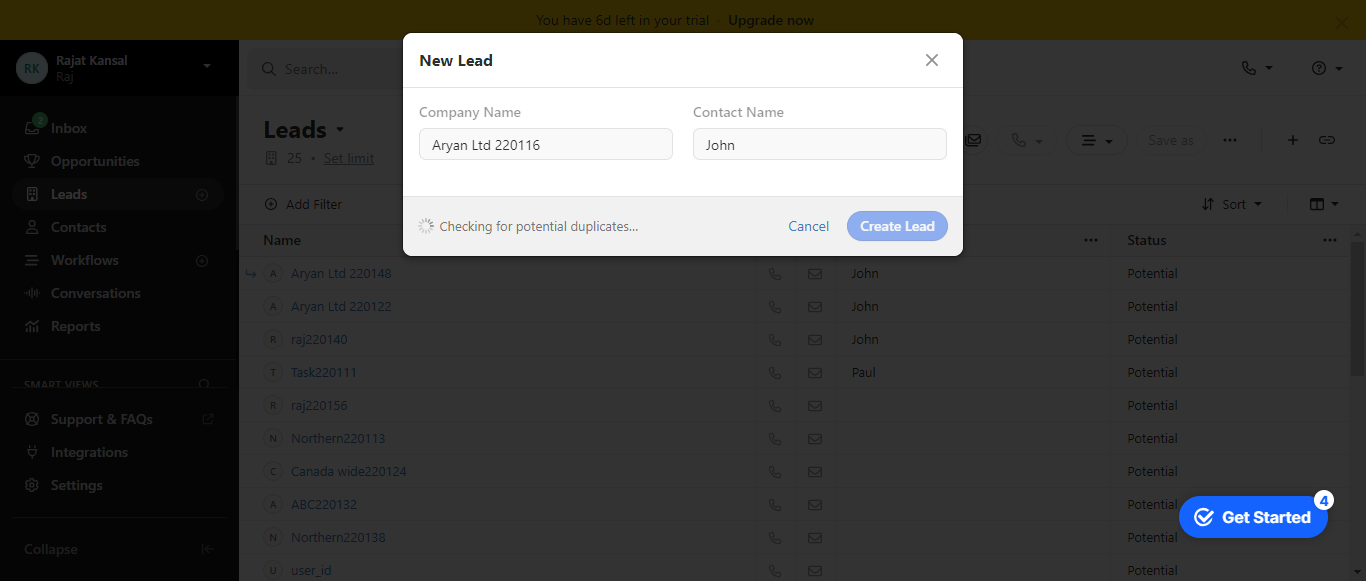 You have 6d left in your trial · Upgrade now
RK
Rajat Kansal
Raj
Search...
New Lead
Company Name
Contact Name
Aryan Ltd 220116
John
Checking for potential duplicates...
Cancel
Create Lead
2
Inbox
Opportunities
Leads
Contacts
Workflows
Conversations
Reports
SMART VIEWS
Support & FAQs
Integrations
Settings
Collapse
Leads
25 • Set limit
Save as
Add Filter
Sort
Name
Status
A Aryan Ltd 220148 John Potential
A Aryan Ltd 220122 John Potential
R raj220140 John Potential
T Task220111 Paul Potential
R raj220156 Potential
N Northern220113 Potential
C Canada wide220124 Potential
A ABC220132 Potential
N Northern220138 Potential
U user_id Potential
Get Started
4